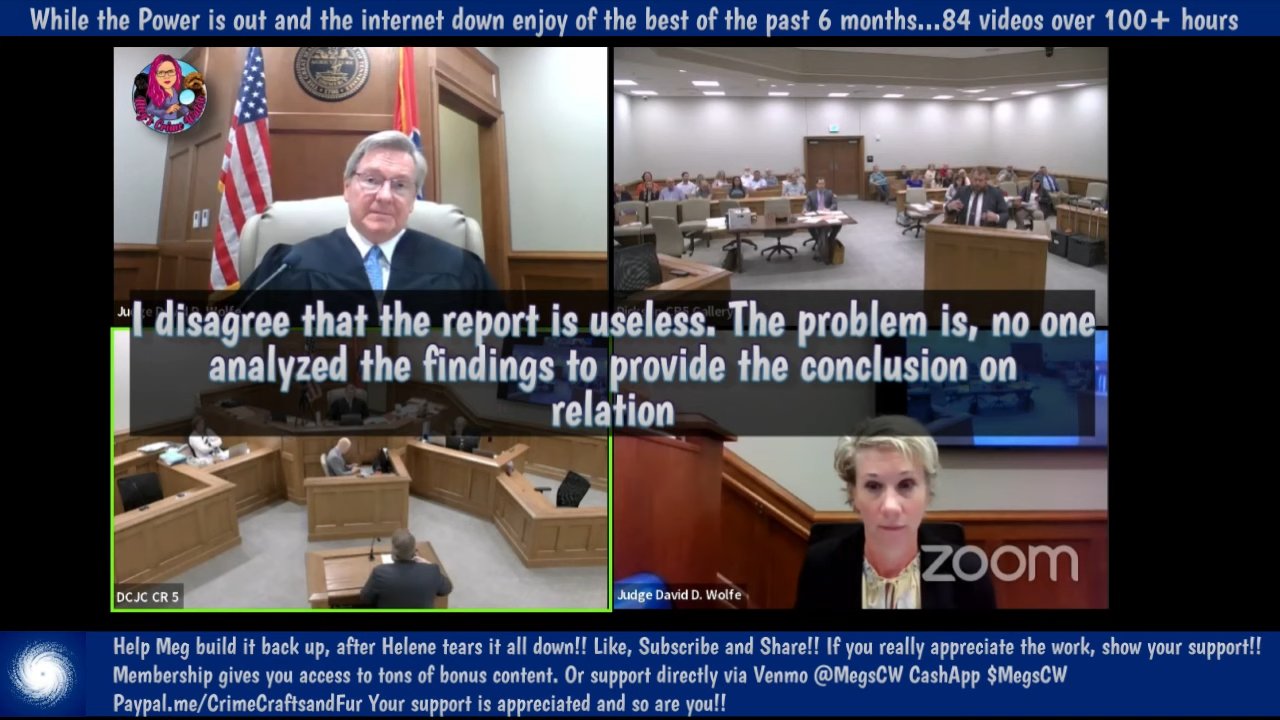 While the Power is out and the internet down enjoy of the best of the past 6 months...84 videos over 100+ hours
Meg's Crime
I disagree that the report is useless. The problem is, no one
analyzed the findings to provide the conclusion on
relation
DCJC CR 5
Judge David D. Wolfe
zoom
Help Meg build it back up, after Helene tears it all down!! Like, Subscribe and Share!! If you really appreciate the work, show your support!!
Membership gives you access to tons of bonus content. Or support directly via Venmo @MegsCW CashApp $MegsCW
Paypal.me/CrimeCraftsandFur Your support is appreciated and so are you!!